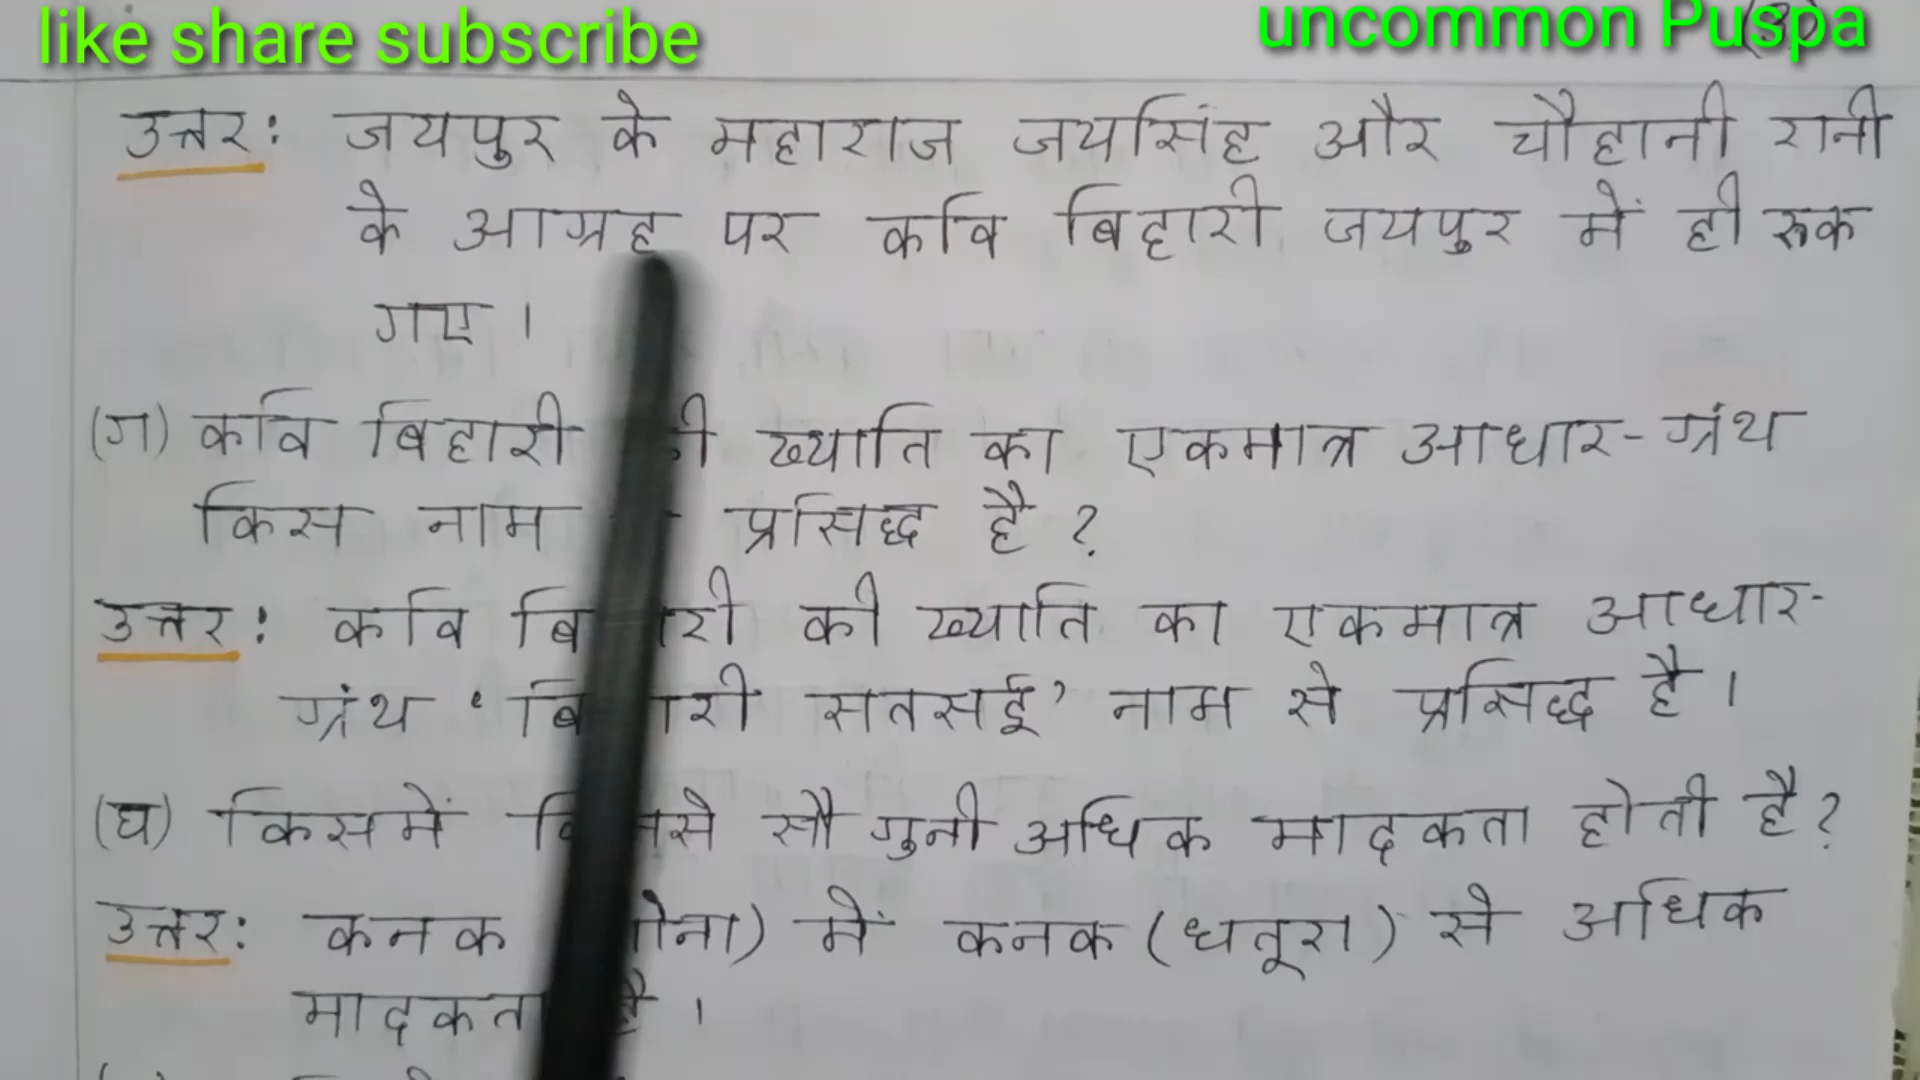 like share subscribe
uncommon Puspa
उत्तर: जयपुर के महाराज जयसिंह और चौहानी रानी
के आग्रह पर कवि बिहारी जयपुर में ही रुक
गए।
(ग) कवि बिहारी ख्याति का एकमात्र आधार-ग्रंथ
किस नाम प्रसिद्ध है?
उत्तर: कवि की ख्याति का एकमात्र आधार-
ग्रंथ सतसई’ नाम से प्रसिद्ध है।
(घ) किसमें सौ गुनी अधिक मादकता होती है?
उत्तर: कनक में कनक (धतूरा) से अधिक
मादकता है।